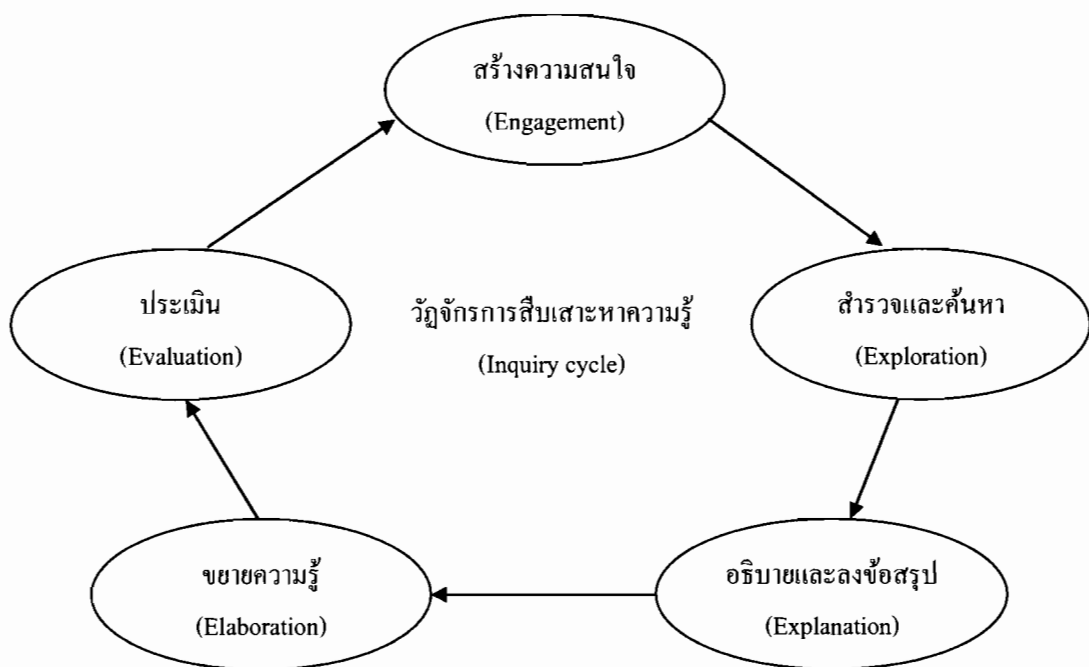 สร้างความสนใจ
(Engagement)
ประเมิน
(Evaluation)
วัฏจักรการสืบเสาะหาความรู้
(Inquiry cycle)
สำรวจและค้นหา
(Exploration)
ขยายความรู้
(Elaboration)
อธิบายและลงข้อสรุป
(Explanation)